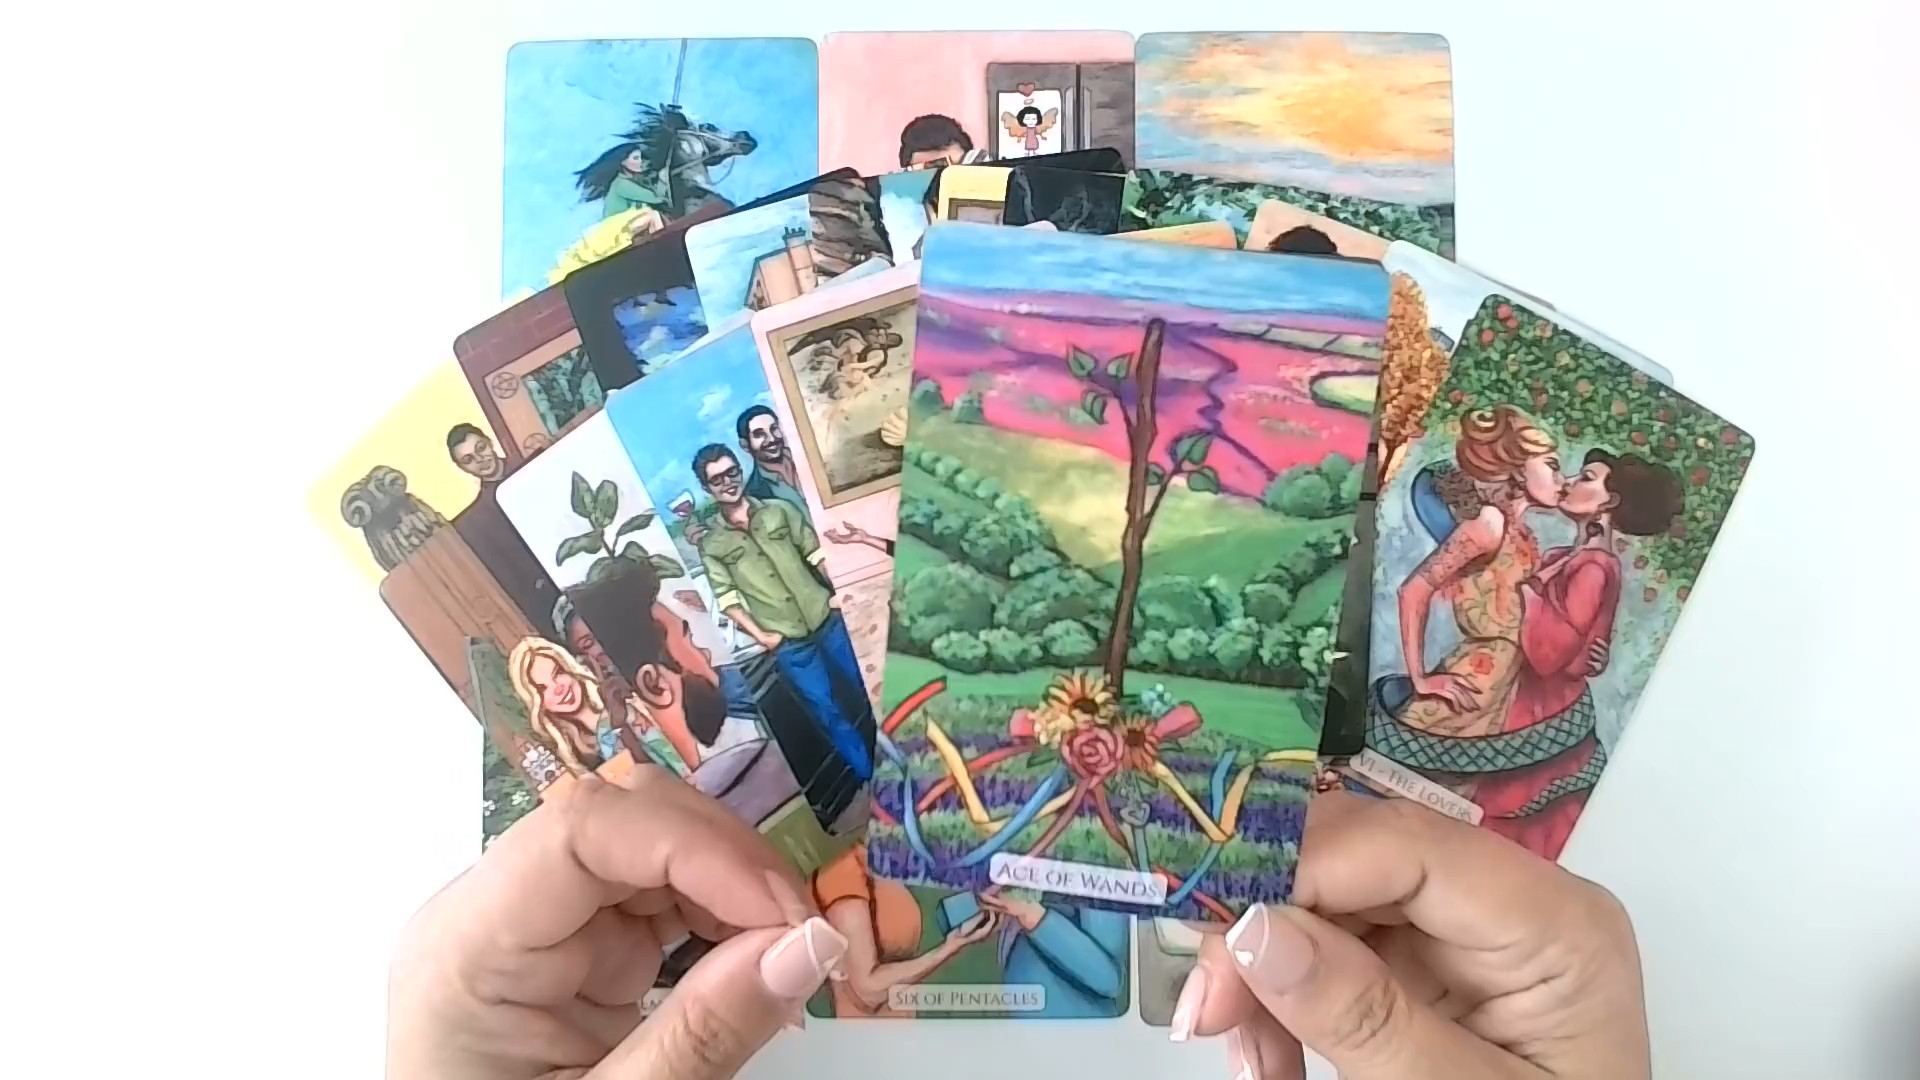 ACE OF WANDS
VI - THE LOVERS
SIX OF PENTACLES